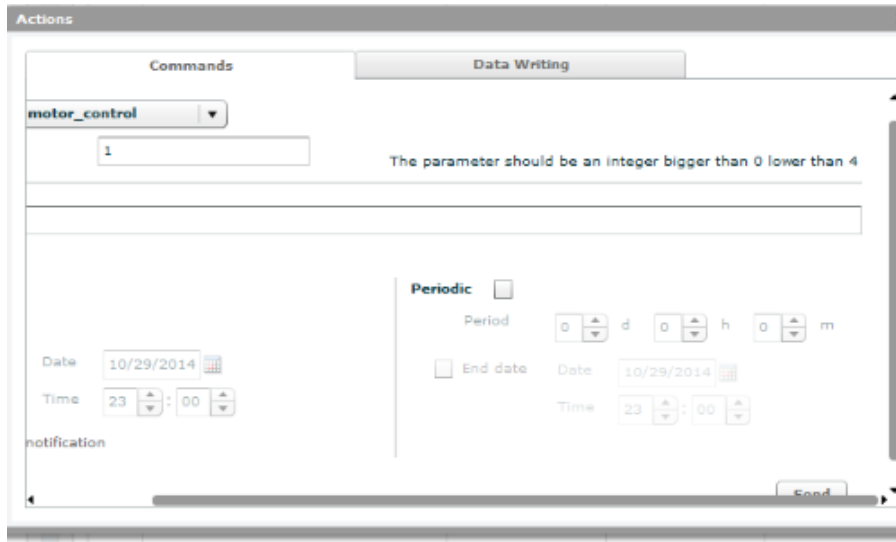 Actions
Commands
Data Writing
motor_control
1
The parameter should be an integer bigger than 0 lower than 4
Periodic
Period 0 d 0 h 0 m
Date 10/29/2014
Time 23 : 00
End date Date 10/29/2014
Time 23 : 00
notification
Send